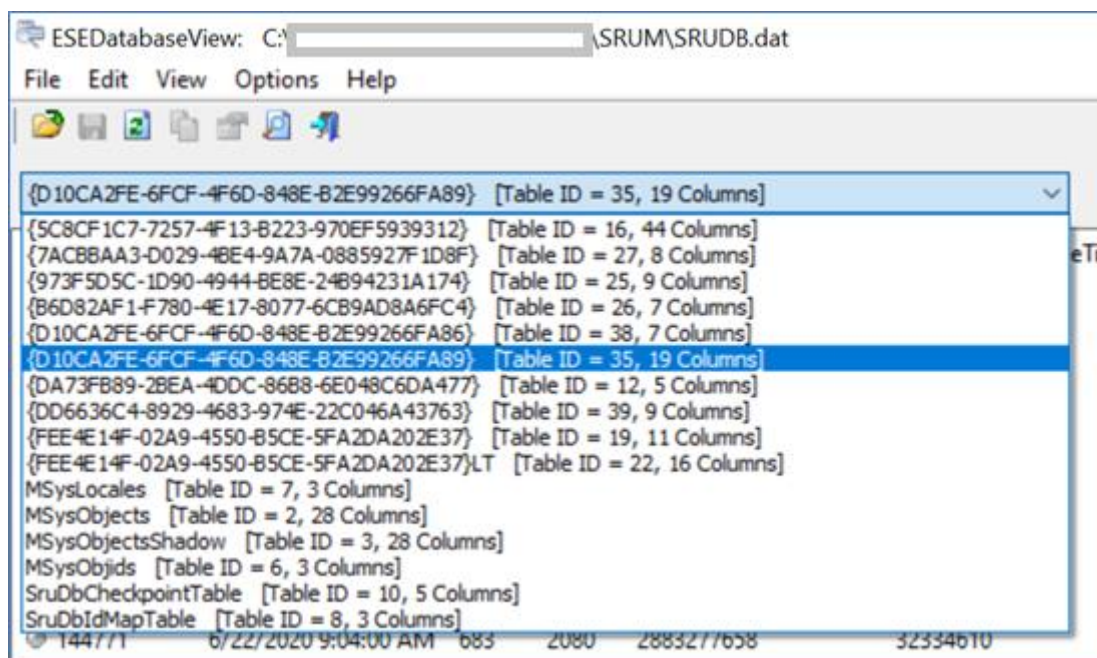 ESEDatabaseView: C:\ \SRUM\SRUDB.dat
File Edit View Options Help
{D10CA2FE-6FCF-4F6D-848E-B2E99266FA89} [Table ID = 35, 19 Columns]
{5C8CF1C7-7257-4F13-B223-970EF5939312} [Table ID = 16, 44 Columns]
{7ACBBAA3-D029-4BE4-9A7A-0885927F1D8F} [Table ID = 27, 8 Columns]
{973F5D5C-1D90-4944-BE8E-24B94231A174} [Table ID = 25, 9 Columns]
{B6D82AF1-F780-4E17-8077-6CB9AD8A6FC4} [Table ID = 26, 7 Columns]
{D10CA2FE-6FCF-4F6D-848E-B2E99266FA86} [Table ID = 38, 7 Columns]
{D10CA2FE-6FCF-4F6D-848E-B2E99266FA89} [Table ID = 35, 19 Columns]
{DA73FB89-2BEA-4DDC-86B8-6E048C6DA477} [Table ID = 12, 5 Columns]
{DD6636C4-8929-4683-974E-22C046A43763} [Table ID = 39, 9 Columns]
{FEE4E14F-02A9-4550-B5CE-5FA2DA202E37} [Table ID = 19, 11 Columns]
{FEE4E14F-02A9-4550-B5CE-5FA2DA202E37}LT [Table ID = 22, 16 Columns]
MSysLocales [Table ID = 7, 3 Columns]
MSysObjects [Table ID = 2, 28 Columns]
MSysObjectsShadow [Table ID = 3, 28 Columns]
MSysObjids [Table ID = 6, 3 Columns]
SruDbCheckpointTable [Table ID = 10, 5 Columns]
SruDbIdMapTable [Table ID = 8, 3 Columns]
144771 6/22/2020 9:04:00 AM 683 2080 2883277658 32334610